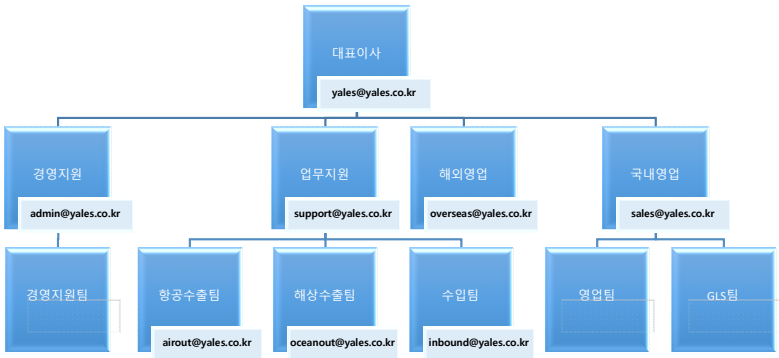 대표이사
yales@yales.co.kr
경영지원
업무지원
해외영업
국내영업
admin@yales.co.kr
support@yales.co.kr
overseas@yales.co.kr
sales@yales.co.kr
경영지원팀
항공수출팀
해상수출팀
수입팀
영업팀
GLS팀
airout@yales.co.kr
oceanout@yales.co.kr
inbound@yales.co.kr